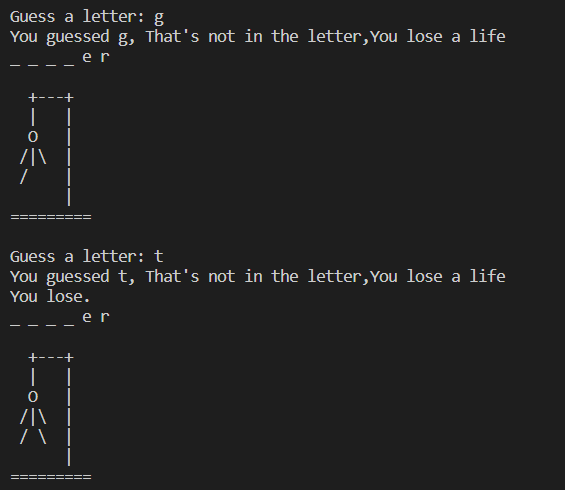 Guess a letter: g
You guessed g, That's not in the letter,You lose a life
_ _ _ _ e r

  +---+
  |   |
  O   |
 /|\  |
 /    |
      |
=========

Guess a letter: t
You guessed t, That's not in the letter,You lose a life
You lose.
_ _ _ _ e r

  +---+
  |   |
  O   |
 /|\  |
 / \  |
      |
=========